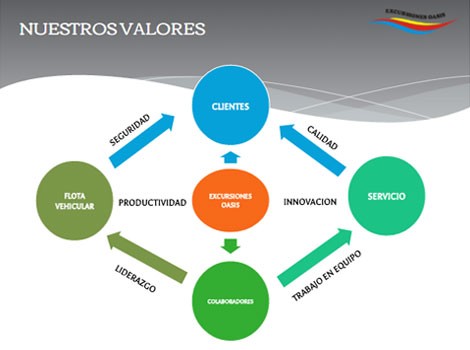 NUESTROS VALORES
EXCURSIONES OASIS
CLIENTES
SEGURIDAD
CALIDAD
FLOTA
VEHICULAR
PRODUCTIVIDAD
EXCURSIONES
OASIS
INNOVACION
SERVICIO
LIDERAZGO
COLABORADORES
TRABAJO EN EQUIPO